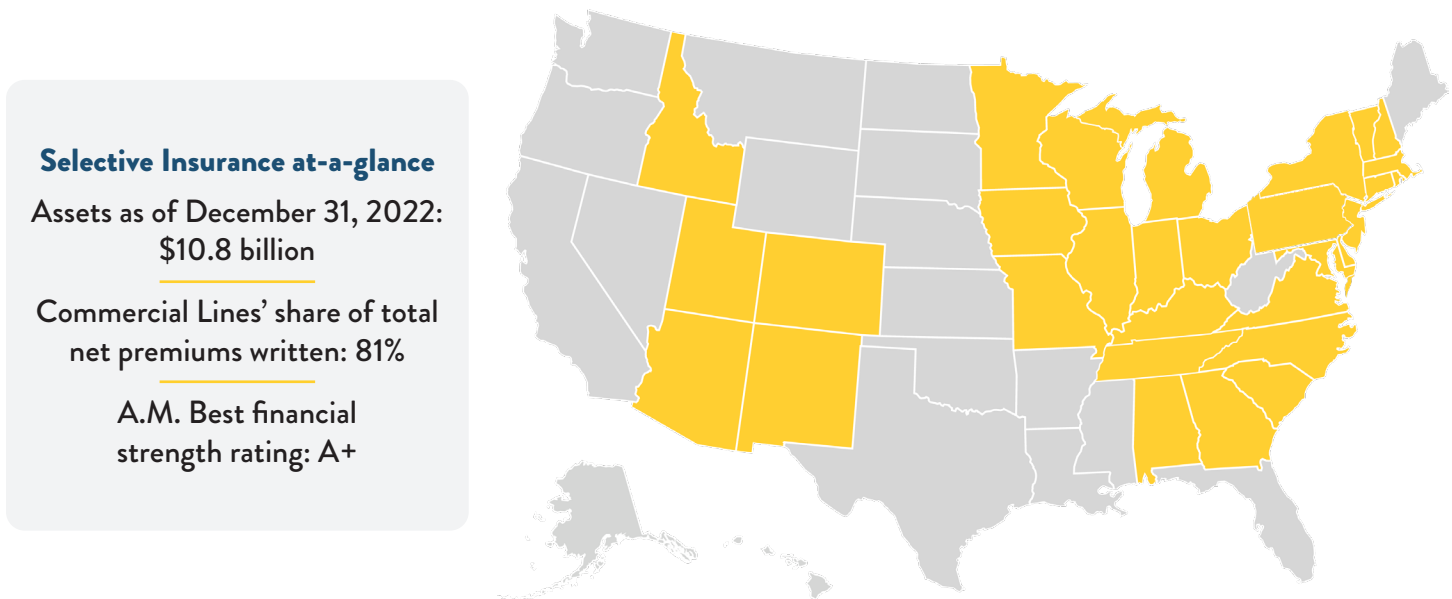 Selective Insurance at-a-glance
Assets as of December 31, 2022:
$10.8 billion
Commercial Lines’ share of total
net premiums written: 81%
A.M. Best financial
strength rating: A+